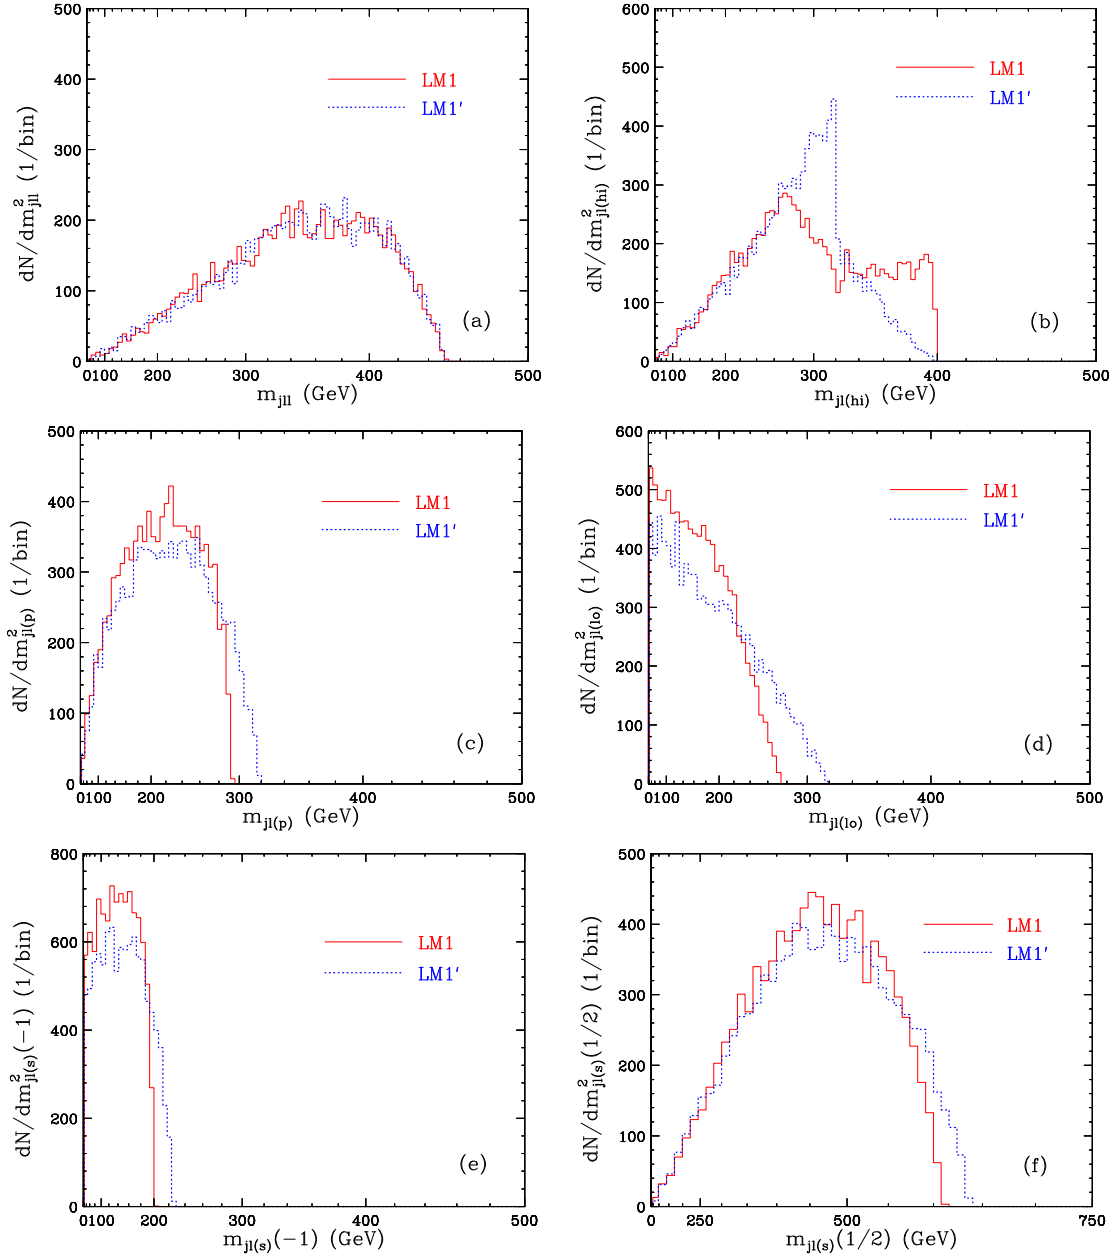 500
400
300
200
100
0
0100 200 300 400 500
dN/dm²jll (1/bin)
mjll (GeV)
LM1
LM1′
(a)
600
500
400
300
200
100
0
0100 200 300 400 500
dN/dm²jl(hi) (1/bin)
mjl(hi) (GeV)
LM1
LM1′
(b)
500
400
300
200
100
0
0100 200 300 400 500
dN/dm²jl(p) (1/bin)
mjl(p) (GeV)
LM1
LM1′
(c)
600
500
400
300
200
100
0
0100 200 300 400 500
dN/dm²jl(lo) (1/bin)
mjl(lo) (GeV)
LM1
LM1′
(d)
800
600
400
200
0
0100 200 300 400 500
dN/dm²jl(s)(−1) (1/bin)
mjl(s)(−1) (GeV)
LM1
LM1′
(e)
500
400
300
200
100
0
0 250 500 750
dN/dm²jl(s)(1/2) (1/bin)
mjl(s)(1/2) (GeV)
LM1
LM1′
(f)